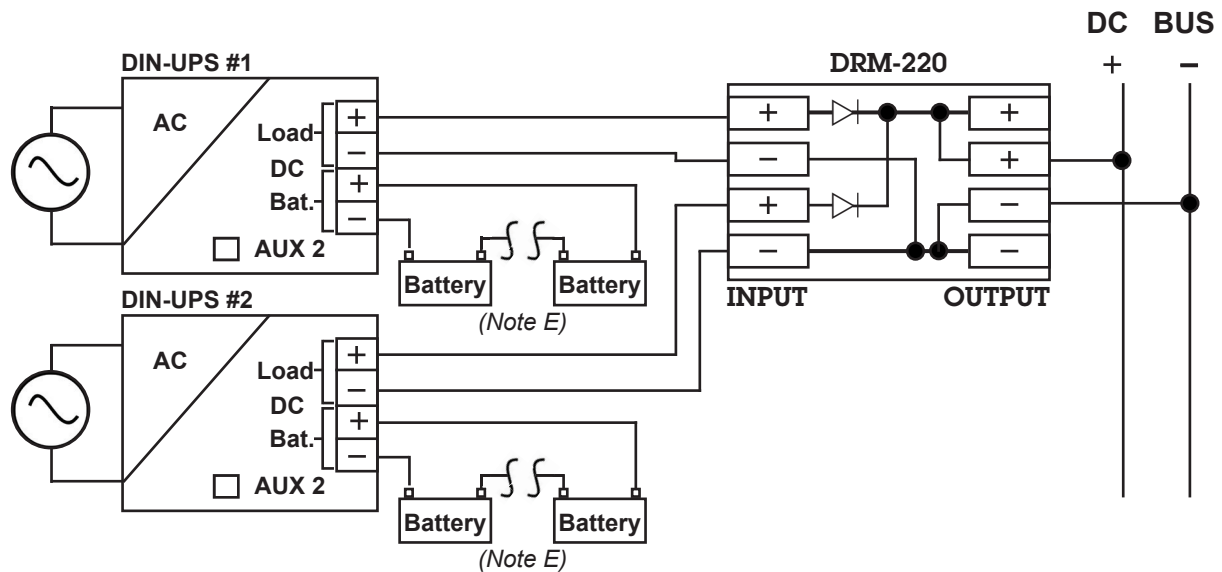 DC BUS
+ −
DIN-UPS #1
AC
Load
DC
Bat.
+
−
+
−
AUX 2
Battery
Battery
(Note E)
DRM-220
+
−
+
−
+
+
−
−
INPUT
OUTPUT
DIN-UPS #2
AC
Load
DC
Bat.
+
−
+
−
AUX 2
Battery
Battery
(Note E)